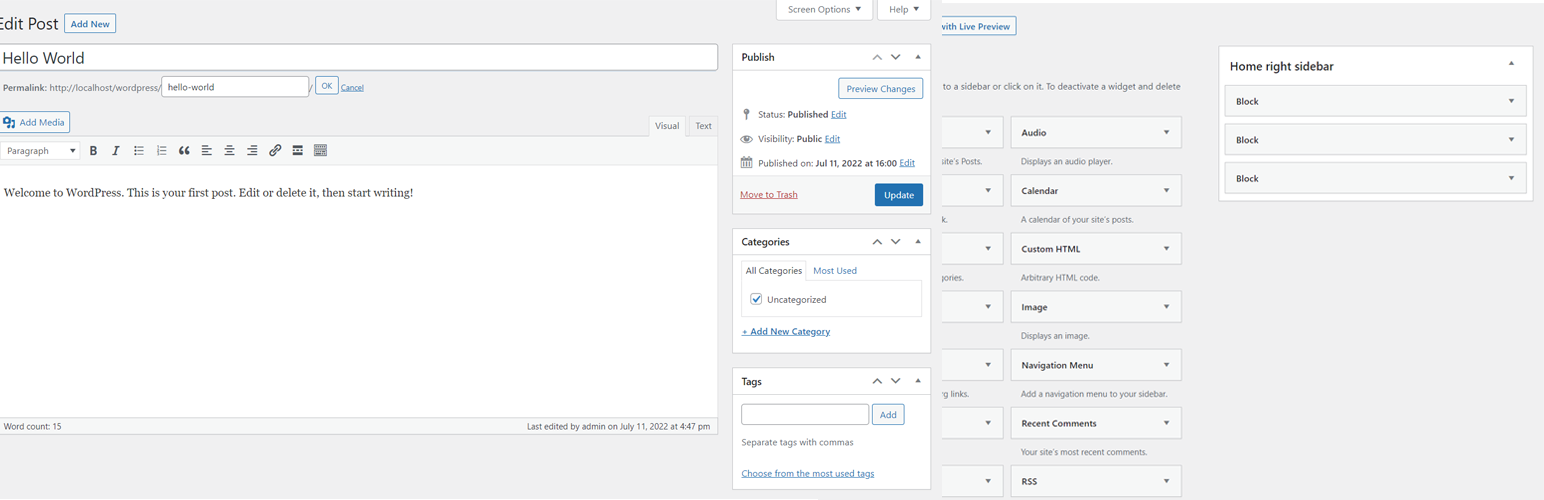 Edit Post Add New
Screen Options Help
Hello World
Permalink: http://localhost/wordpress/ hello-world / OK Cancel
Add Media
Visual Text
Paragraph B I
Welcome to WordPress. This is your first post. Edit or delete it, then start writing!
Word count: 15
Last edited by admin on July 11, 2022 at 4:47 pm
Publish
Preview Changes
Status: Published Edit
Visibility: Public Edit
Published on: Jul 11, 2022 at 16:00 Edit
Move to Trash Update
Categories
All Categories Most Used
Uncategorized
+ Add New Category
Tags
Add
Separate tags with commas
Choose from the most used tags
with Live Preview
to a sidebar or click on it. To deactivate a widget and delete
Audio
site's Posts. Displays an audio player.
Calendar
k. A calendar of your site's posts.
Custom HTML
gories. Arbitrary HTML code.
Image
Displays an image.
Navigation Menu
g links. Add a navigation menu to your sidebar.
Recent Comments
Your site's most recent comments.
RSS
Home right sidebar
Block
Block
Block